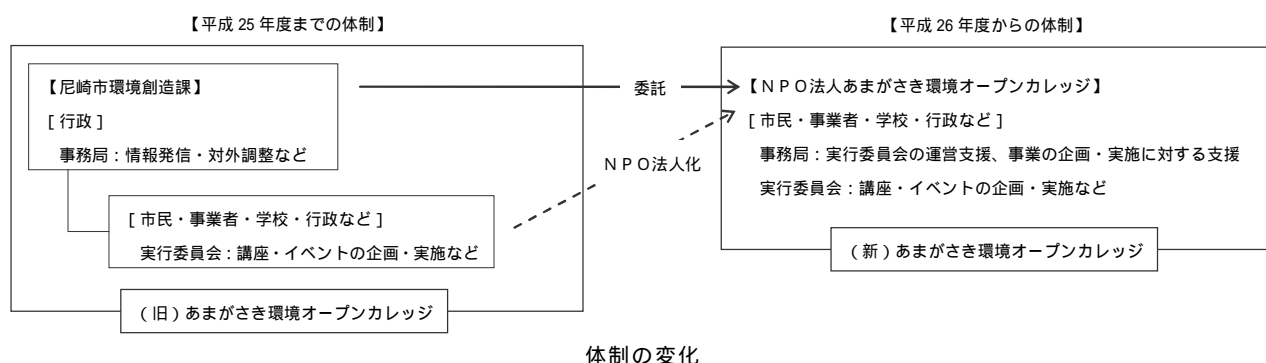 【平成25年度までの体制】
【尼崎市環境創造課】
[行政]
事務局：情報発信・対外調整など
[市民・事業者・学校・行政など]
実行委員会：講座・イベントの企画・実施など
（旧）あまがさき環境オープンカレッジ
委託
ＮＰＯ法人化
【平成26年度からの体制】
【ＮＰＯ法人あまがさき環境オープンカレッジ】
[市民・事業者・学校・行政など]
事務局：実行委員会の運営支援、事業の企画・実施に対する支援
実行委員会：講座・イベントの企画・実施など
（新）あまがさき環境オープンカレッジ
体制の変化